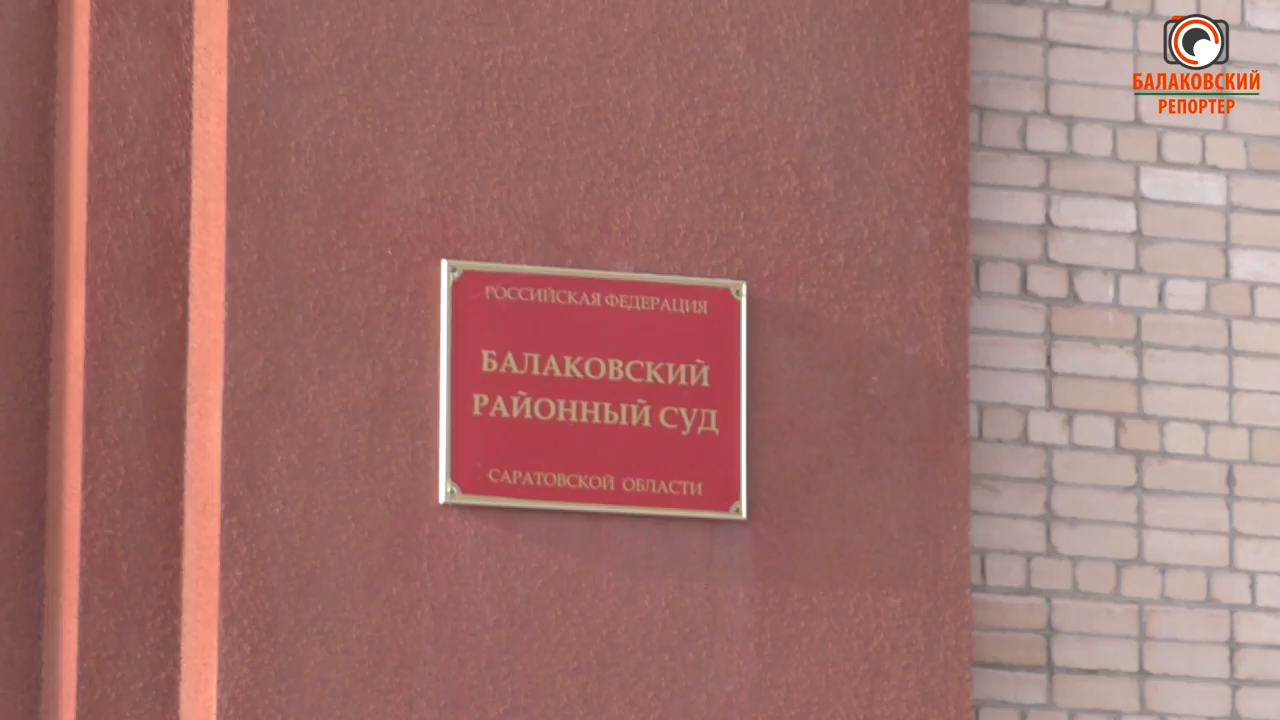 БАЛАКОВСКИЙ
РЕПОРТЕР
РОССИЙСКАЯ ФЕДЕРАЦИЯ
БАЛАКОВСКИЙ
РАЙОННЫЙ СУД
САРАТОВСКОЙ ОБЛАСТИ